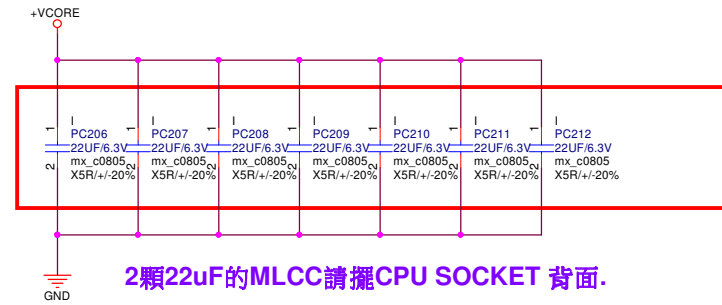 +VCORE
1 PC206 22UF/6.3V mx_c0805 X5R/+/-20% 2
1 PC207 22UF/6.3V mx_c0805 X5R/+/-20% 2
1 PC208 22UF/6.3V mx_c0805 X5R/+/-20% 2
1 PC209 22UF/6.3V mx_c0805 X5R/+/-20% 2
1 PC210 22UF/6.3V mx_c0805 X5R/+/-20% 2
1 PC211 22UF/6.3V mx_c0805 X5R/+/-20% 2
1 PC212 22UF/6.3V mx_c0805 X5R/+/-20% 2
GND
2顆22uF的MLCC請擺CPU SOCKET 背面.